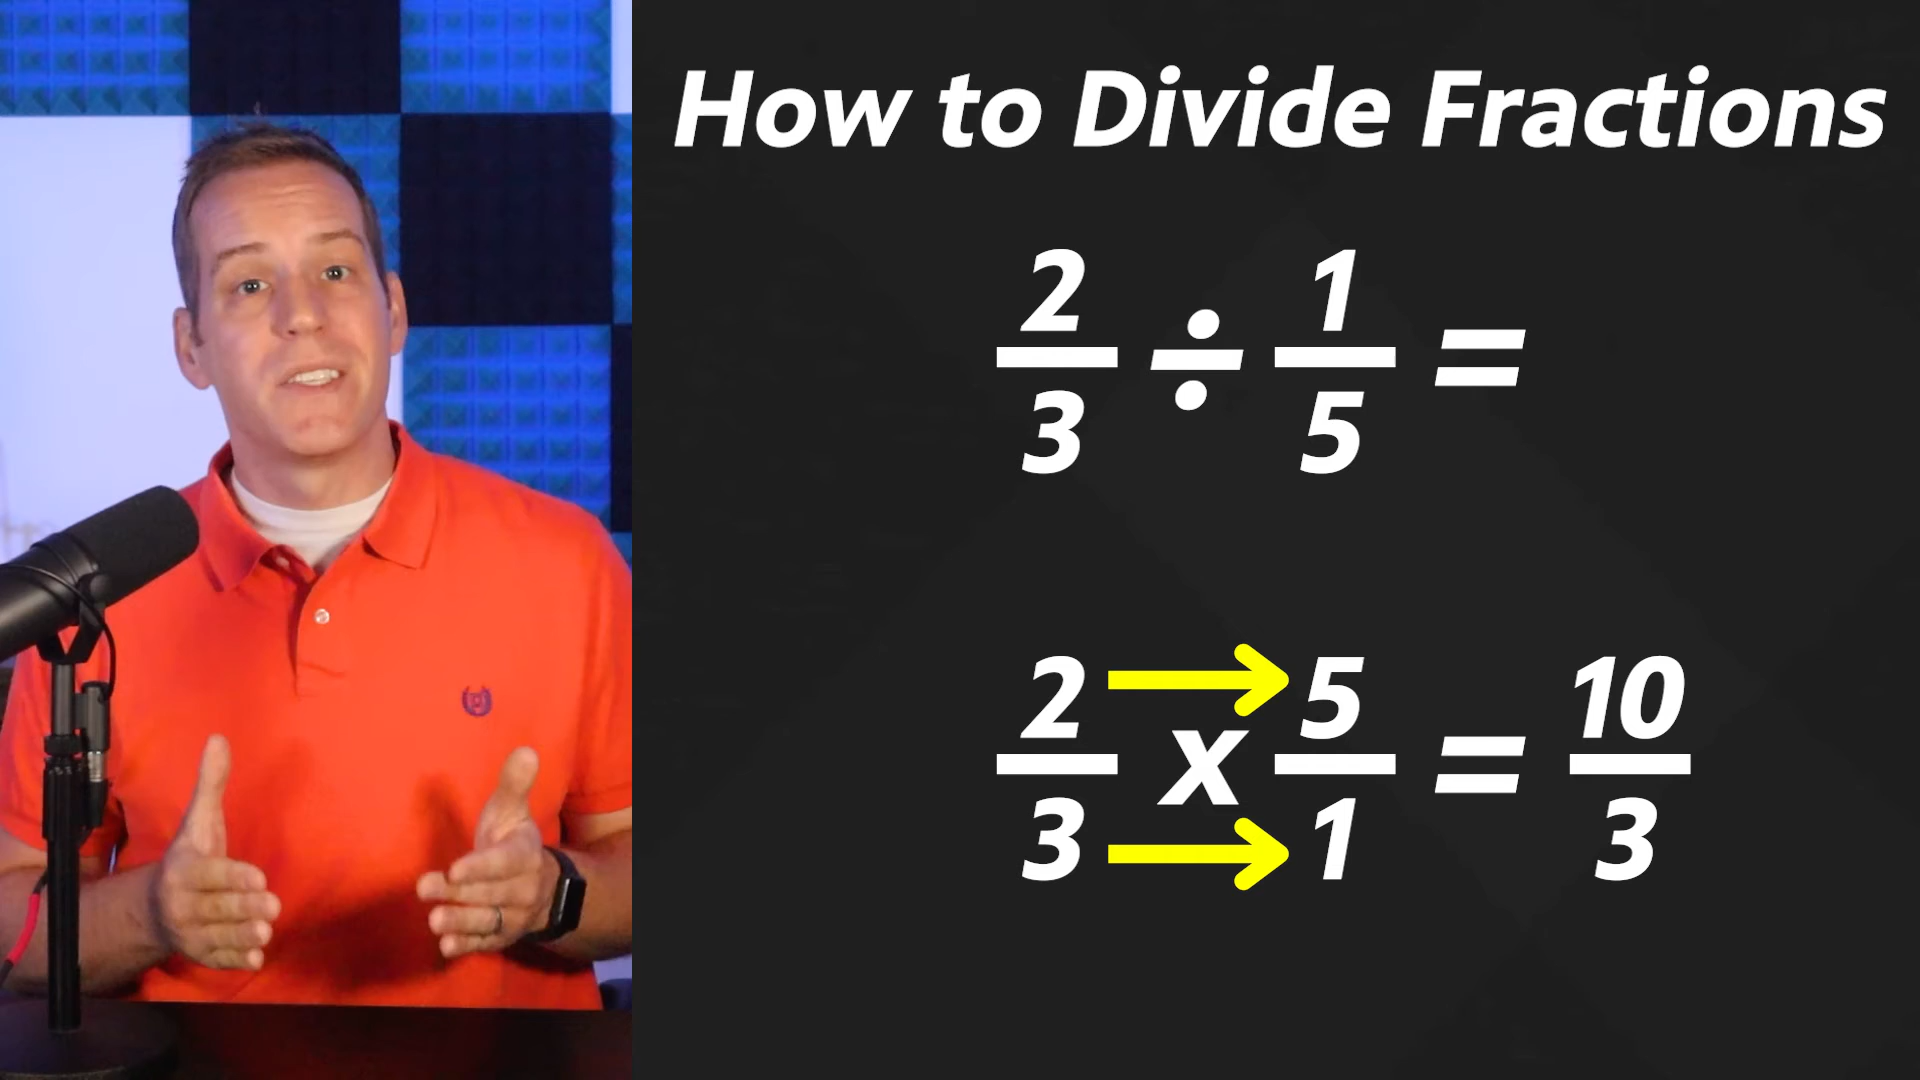 How to Divide Fractions
2/3 ÷ 1/5 =
2/3 x 5/1 = 10/3